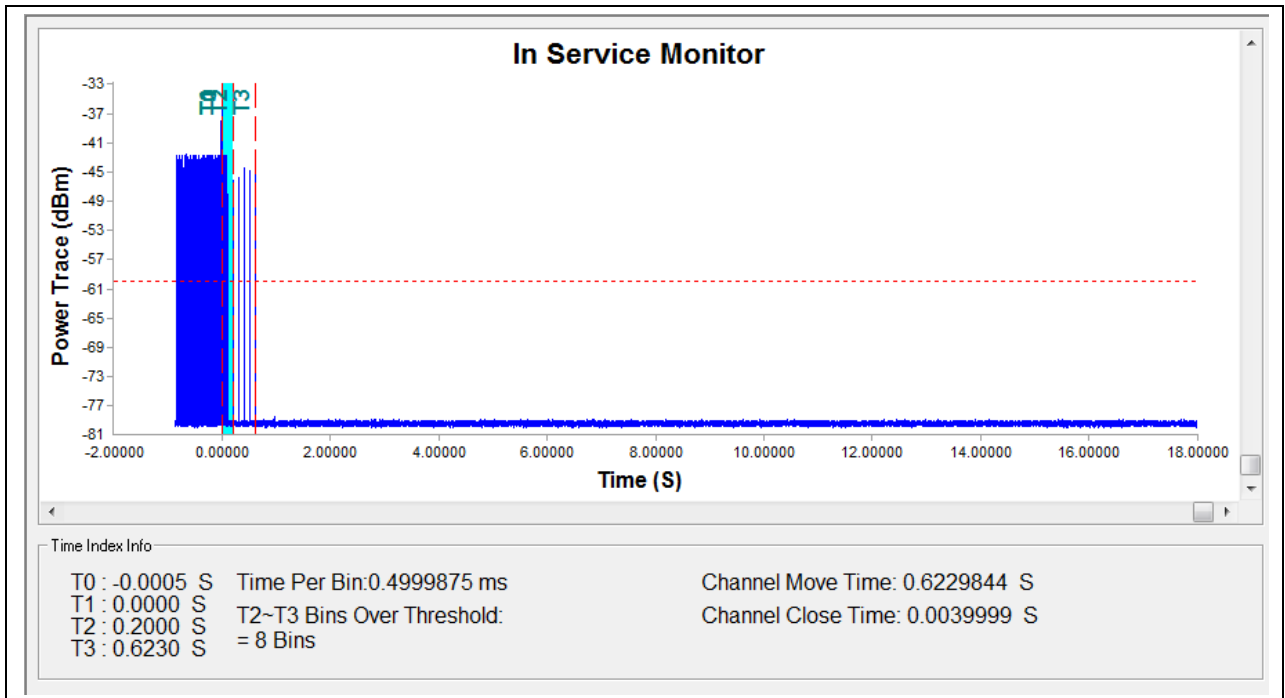 In Service Monitor
T0 T2 T3
-33
-37
-41
-45
-49
-53
-57
-61
-65
-69
-73
-77
-81
Power Trace (dBm)
-2.00000 0.00000 2.00000 4.00000 6.00000 8.00000 10.00000 12.00000 14.00000 16.00000 18.00000
Time (S)
Time Index Info
T0 : -0.0005 S
T1 : 0.0000 S
T2 : 0.2000 S
T3 : 0.6230 S
Time Per Bin:0.4999875 ms
T2~T3 Bins Over Threshold:
= 8 Bins
Channel Move Time: 0.6229844 S
Channel Close Time: 0.0039999 S